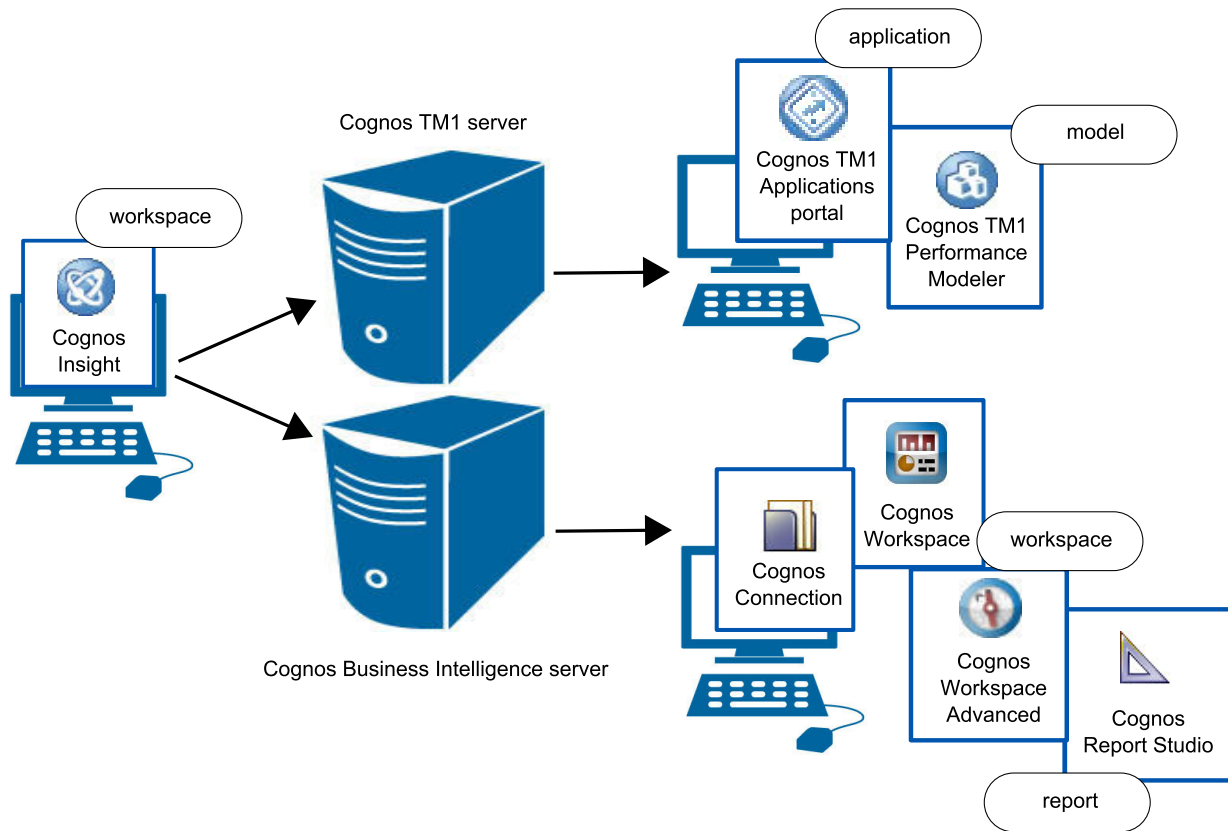 application
Cognos TM1 server
model
Cognos TM1
Applications
portal
workspace
Cognos TM1
Performance
Modeler
Cognos
Insight
Cognos
Workspace
workspace
Cognos
Connection
Cognos Business Intelligence server
Cognos
Workspace
Advanced
Cognos
Report Studio
report